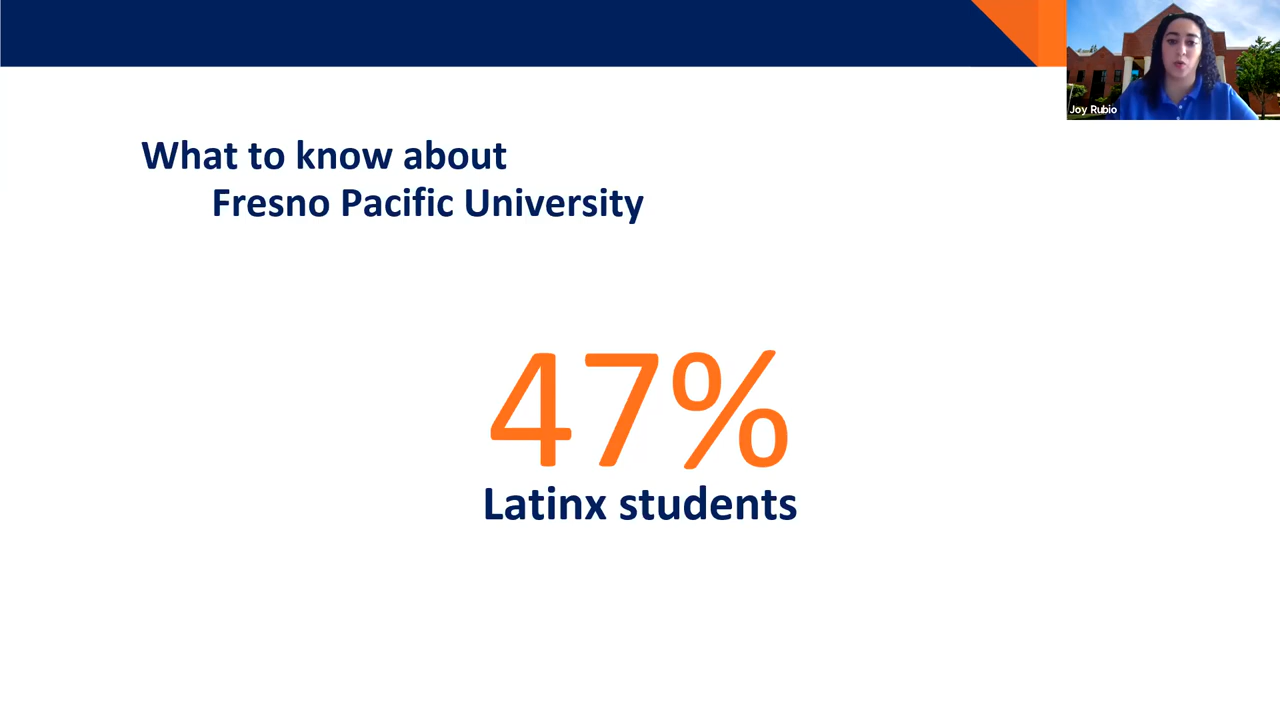 Joy Rubio
What to know about
Fresno Pacific University
47%
Latinx students